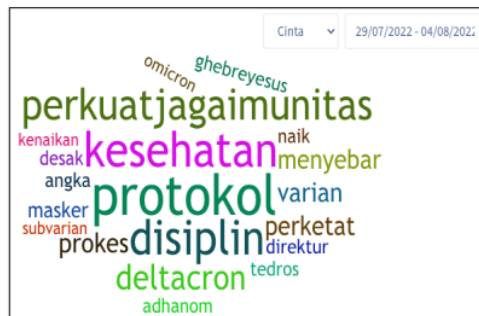 Cinta
29/07/2022 - 04/08/2022
omicron
ghebreyesus
perkuatjagaimunitas
kenaikan
kesehatan
naik
desak
menyebar
angka
protokol
varian
masker
subvarian
prokes
disiplin
perketat
direktur
deltacron
tedros
adhanom